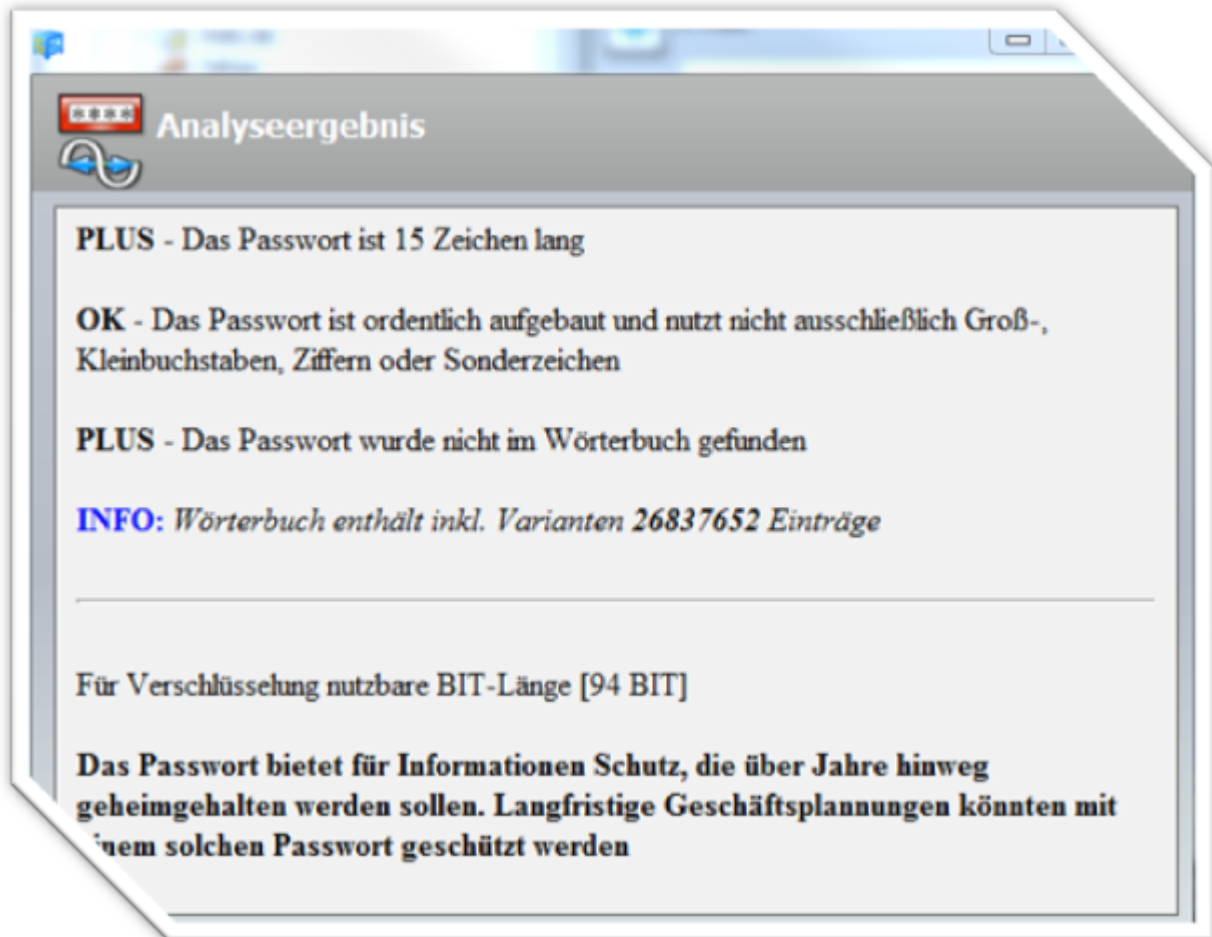 Analyseergebnis
PLUS - Das Passwort ist 15 Zeichen lang
OK - Das Passwort ist ordentlich aufgebaut und nutzt nicht ausschließlich Groß-,
Kleinbuchstaben, Ziffern oder Sonderzeichen
PLUS - Das Passwort wurde nicht im Wörterbuch gefunden
INFO: Wörterbuch enthält inkl. Varianten 26837652 Einträge
Für Verschlüsselung nutzbare BIT-Länge [94 BIT]
Das Passwort bietet für Informationen Schutz, die über Jahre hinweg
geheimgehalten werden sollen. Langfristige Geschäftsplannungen könnten mit
inem solchen Passwort geschützt werden